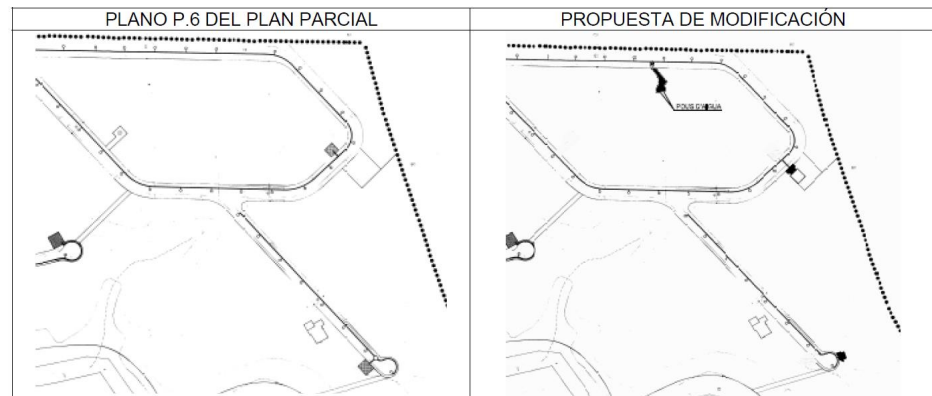 PLANO P.6 DEL PLAN PARCIAL
PROPUESTA DE MODIFICACIÓN
POUS D'AIGUA